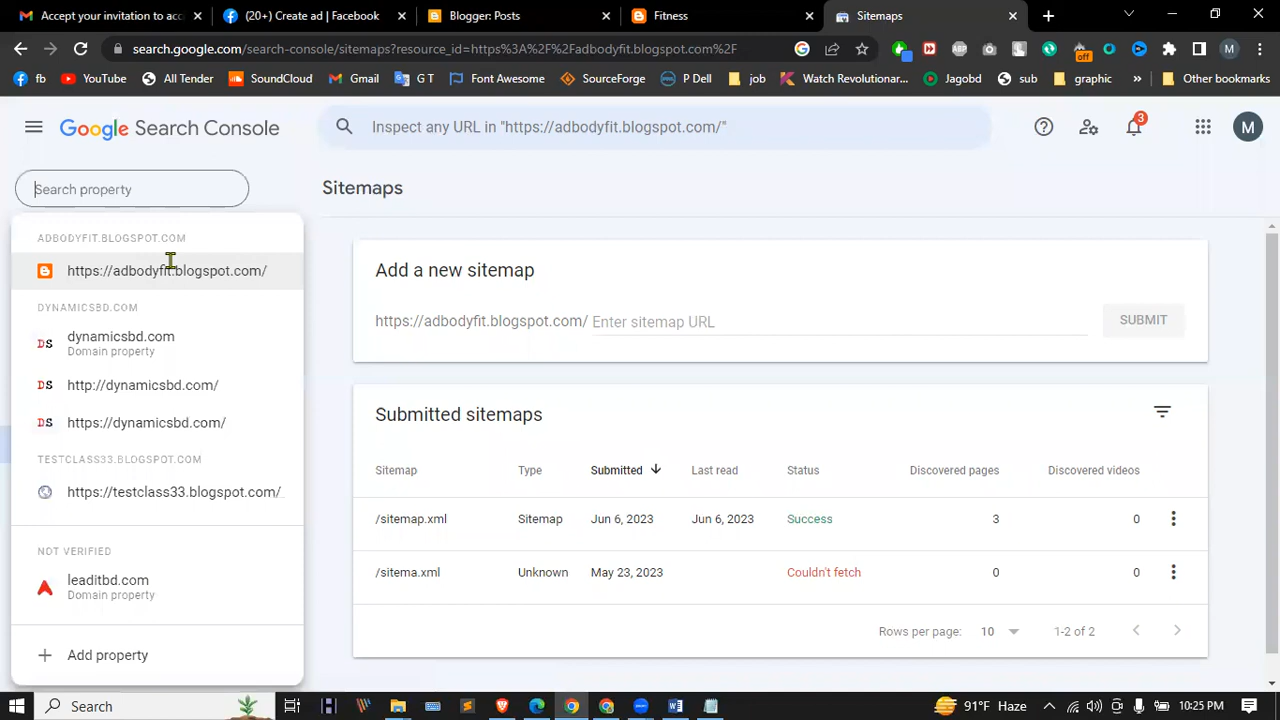 Accept your invitation to acc
(20+) Create ad | Facebook
Blogger: Posts
Fitness
Sitemaps
search.google.com/search-console/sitemaps?resource_id=https%3A%2F%2Fadbodyfit.blogspot.com%2F
fb
YouTube
All Tender
SoundCloud
Gmail
G T
Font Awesome
SourceForge
P Dell
job
Watch Revolutionar...
Jagobd
sub
graphic
»
Other bookmarks
Google Search Console
Inspect any URL in "https://adbodyfit.blogspot.com/"
3
M
Search property
Sitemaps
ADBODYFIT.BLOGSPOT.COM
https://adbodyfit.blogspot.com/
DYNAMICSBD.COM
dynamicsbd.com
Domain property
http://dynamicsbd.com/
https://dynamicsbd.com/
TESTCLASS33.BLOGSPOT.COM
https://testclass33.blogspot.com/
NOT VERIFIED
leaditbd.com
Domain property
Add property
Add a new sitemap
https://adbodyfit.blogspot.com/ Enter sitemap URL
SUBMIT
Submitted sitemaps
Sitemap Type Submitted Last read Status Discovered pages Discovered videos
/sitemap.xml Sitemap Jun 6, 2023 Jun 6, 2023 Success 3 0
/sitema.xml Unknown May 23, 2023 Couldn't fetch 0 0
Rows per page: 10 1-2 of 2
Search
91°F Haze
10:25 PM